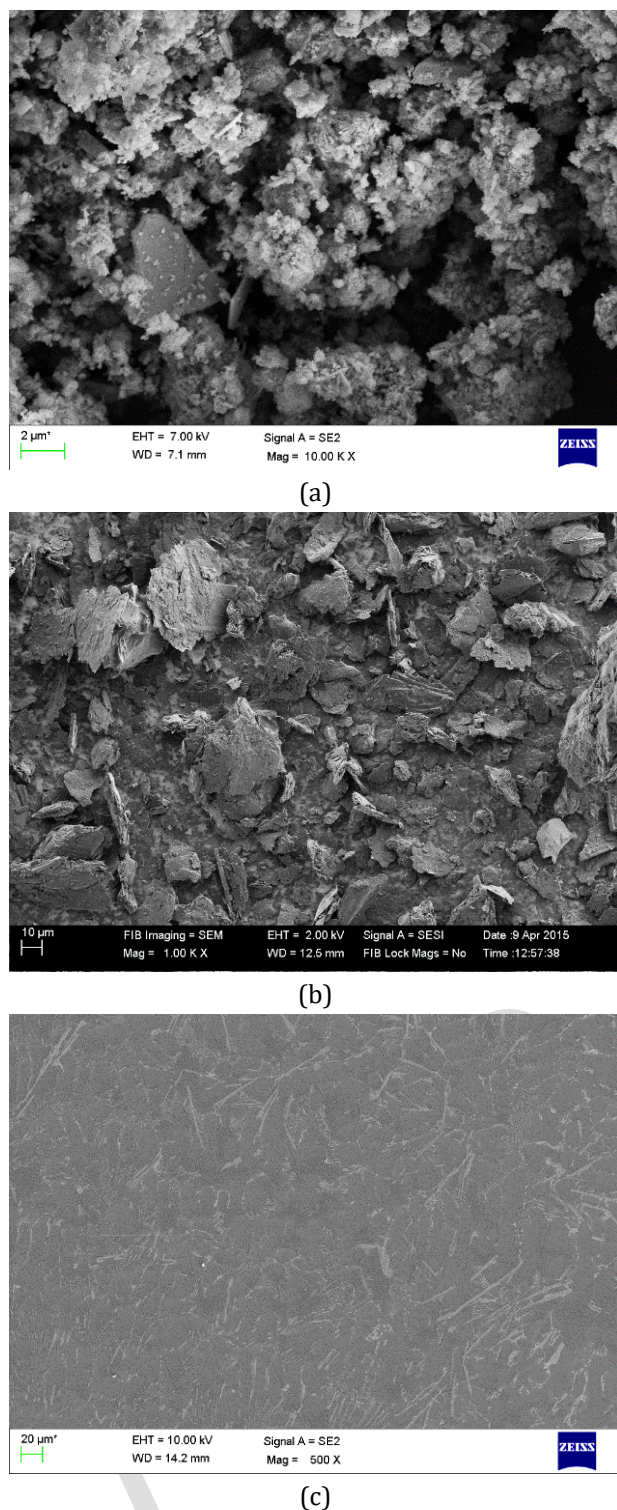 2 µm*
EHT = 7.00 kV
Signal A = SE2
WD = 7.1 mm
Mag = 10.00 K X
ZEISS
(a)
10 µm
FIB Imaging = SEM
EHT = 2.00 kV
Signal A = SESI
Date :9 Apr 2015
Mag = 1.00 K X
WD = 12.5 mm
FIB Lock Mags = No
Time :12:57:38
(b)
20 µm*
EHT = 10.00 kV
Signal A = SE2
WD = 14.2 mm
Mag = 500 X
ZEISS
(c)